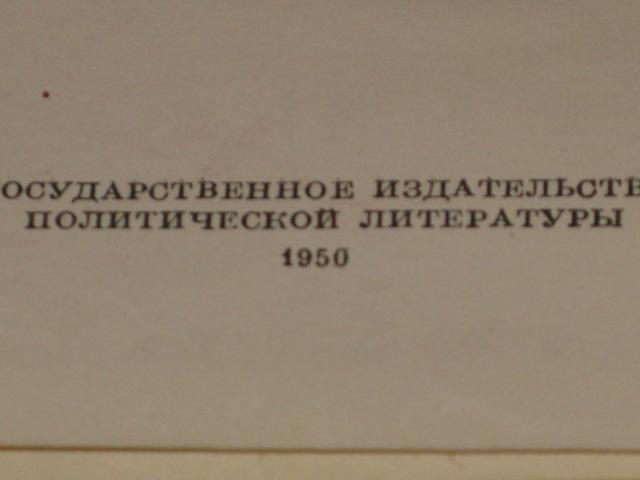 ОСУДАРСТВЕННОЕ ИЗДАТЕЛЬСТВ
ПОЛИТИЧЕСКОЙ ЛИТЕРАТУРЫ
1950